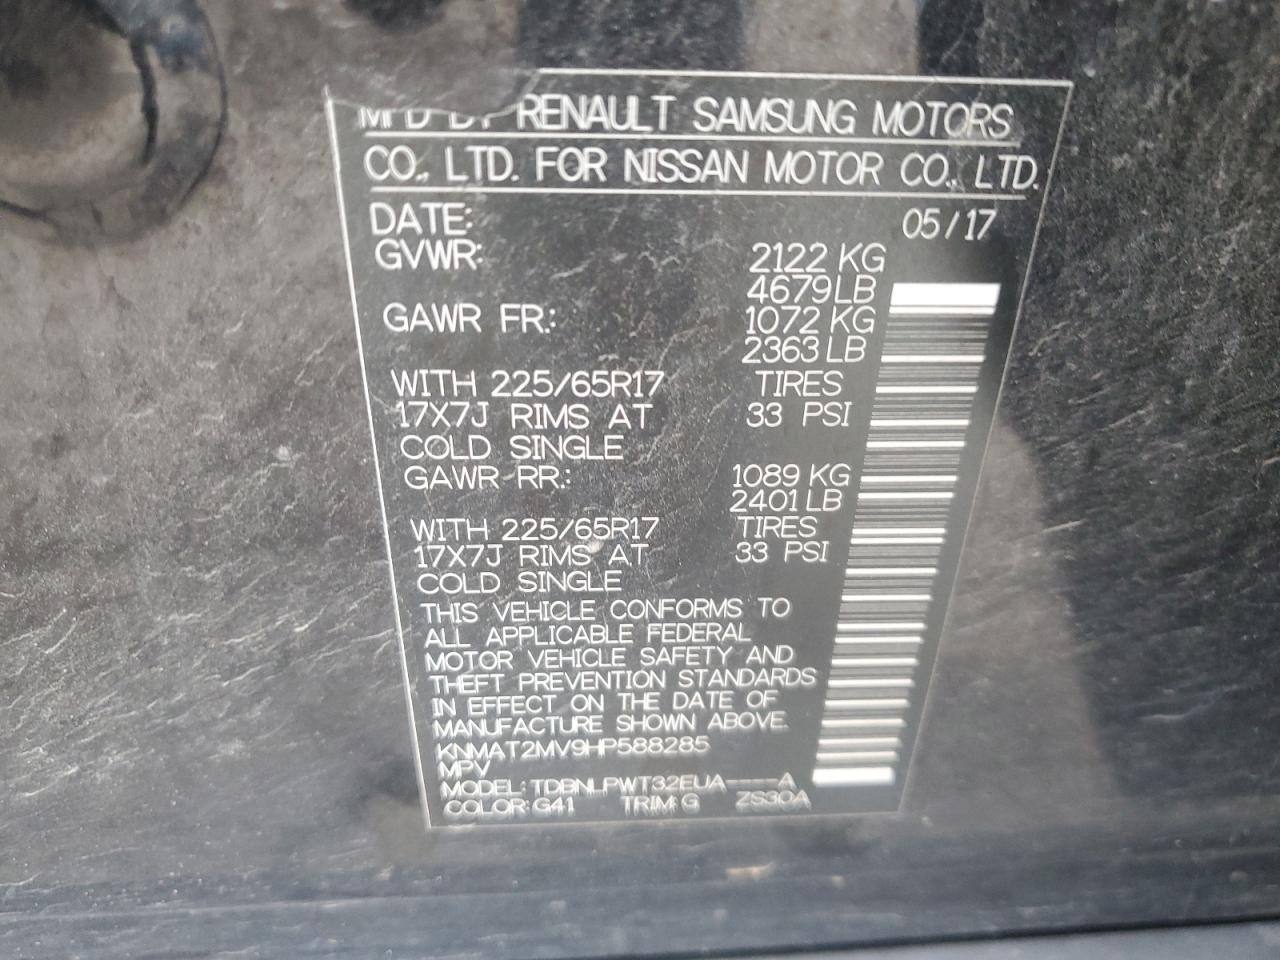 MFD BY RENAULT SAMSUNG MOTORS
CO., LTD. FOR NISSAN MOTOR CO., LTD.
DATE: 05/17
GVWR: 2122 KG
4679 LB
GAWR FR.: 1072 KG
2363 LB
WITH 225/65R17 TIRES
17X7J RIMS AT 33 PSI
COLD SINGLE
GAWR RR.: 1089 KG
2401 LB
WITH 225/65R17 TIRES
17X7J RIMS AT 33 PSI
COLD SINGLE
THIS VEHICLE CONFORMS TO
ALL APPLICABLE FEDERAL
MOTOR VEHICLE SAFETY AND
THEFT PREVENTION STANDARDS
IN EFFECT ON THE DATE OF
MANUFACTURE SHOWN ABOVE.
KNMAT2MV9HP588285
MPV
MODEL: TDBNLPWT32EUA----A
COLOR: G41 TRIM: G ZS30A